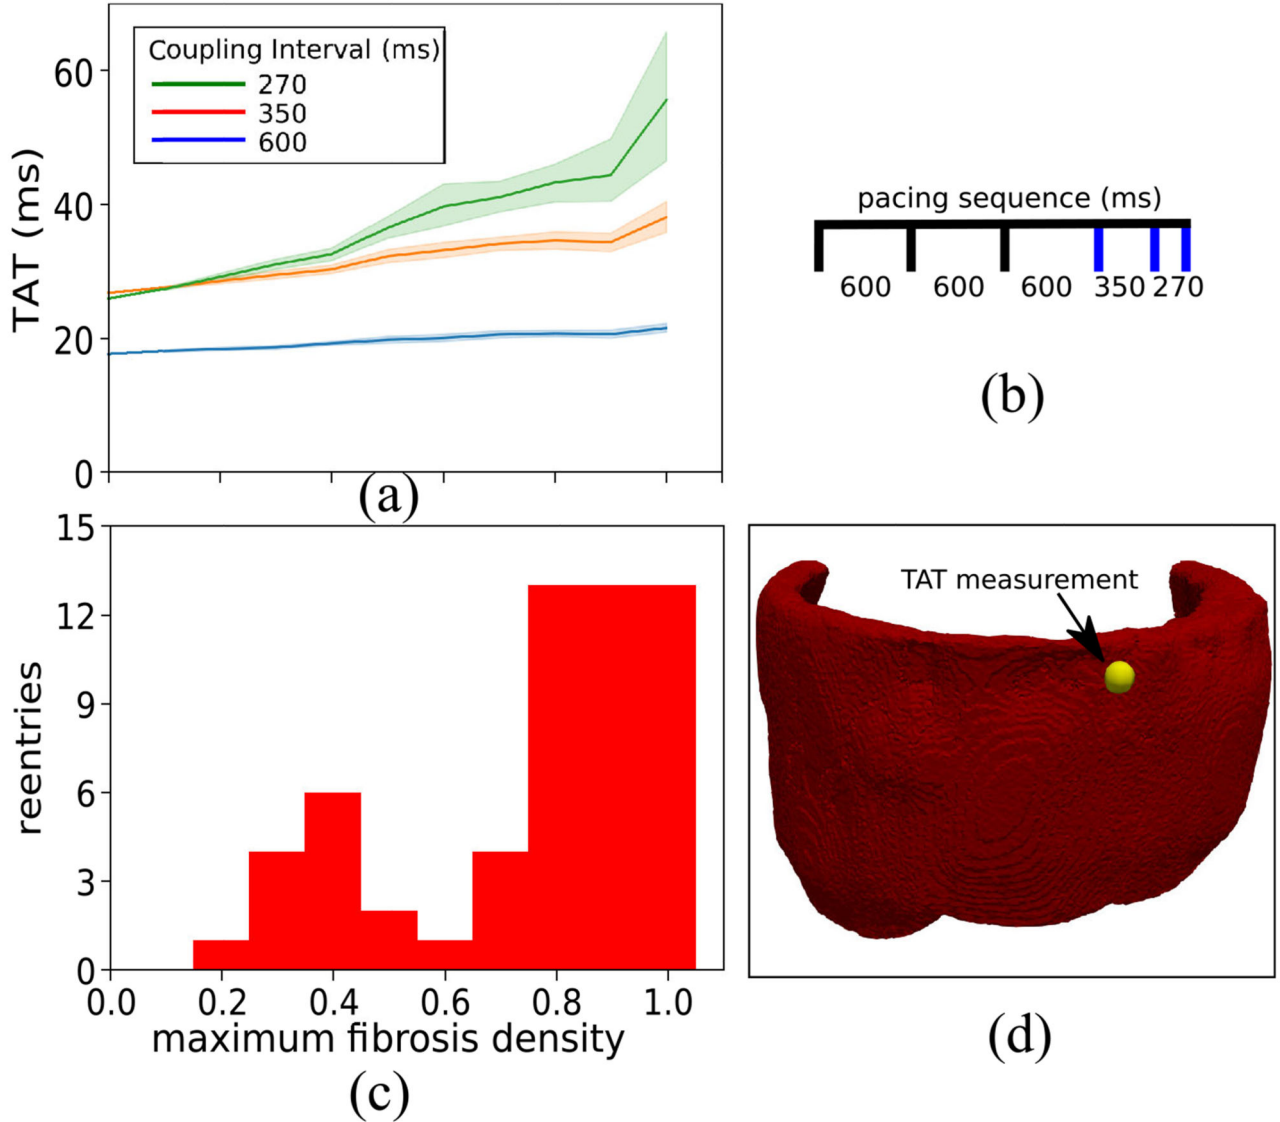 Coupling Interval (ms)
270
350
600
60
40
20
0
TAT (ms)
(a)
pacing sequence (ms)
600 600 600 350 270
(b)
15
12
9
6
3
0
reentries
0.0 0.2 0.4 0.6 0.8 1.0
maximum fibrosis density
(c)
TAT measurement
(d)